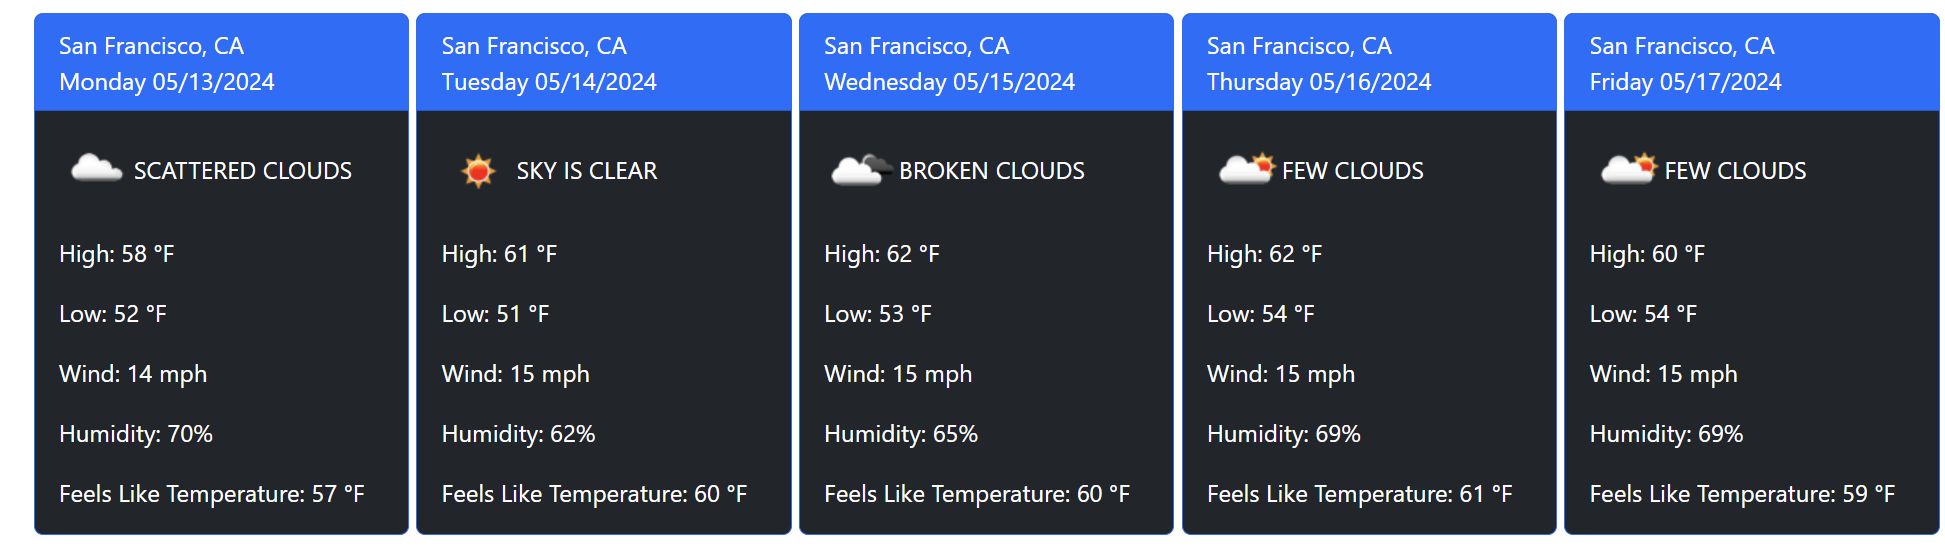 San Francisco, CA
Monday 05/13/2024
SCATTERED CLOUDS
High: 58 °F
Low: 52 °F
Wind: 14 mph
Humidity: 70%
Feels Like Temperature: 57 °F
San Francisco, CA
Tuesday 05/14/2024
SKY IS CLEAR
High: 61 °F
Low: 51 °F
Wind: 15 mph
Humidity: 62%
Feels Like Temperature: 60 °F
San Francisco, CA
Wednesday 05/15/2024
BROKEN CLOUDS
High: 62 °F
Low: 53 °F
Wind: 15 mph
Humidity: 65%
Feels Like Temperature: 60 °F
San Francisco, CA
Thursday 05/16/2024
FEW CLOUDS
High: 62 °F
Low: 54 °F
Wind: 15 mph
Humidity: 69%
Feels Like Temperature: 61 °F
San Francisco, CA
Friday 05/17/2024
FEW CLOUDS
High: 60 °F
Low: 54 °F
Wind: 15 mph
Humidity: 69%
Feels Like Temperature: 59 °F